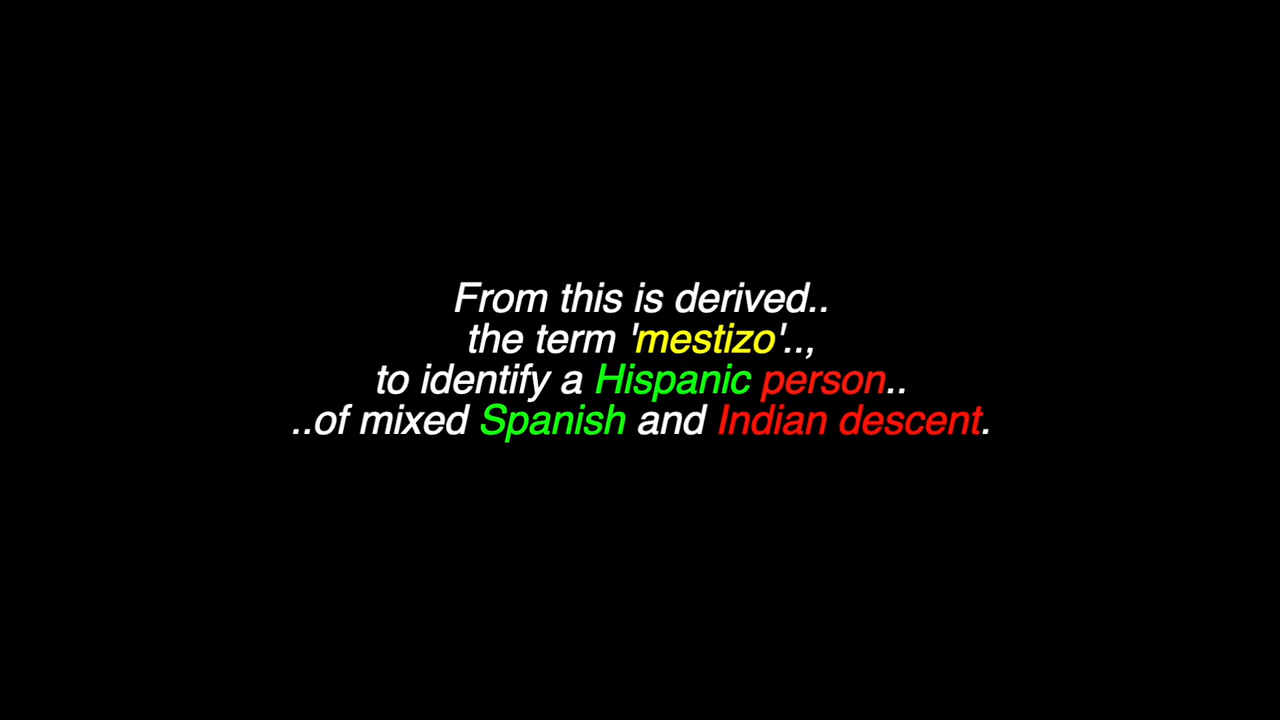 From this is derived..
the term 'mestizo'..,
to identify a Hispanic person..
..of mixed Spanish and Indian descent.